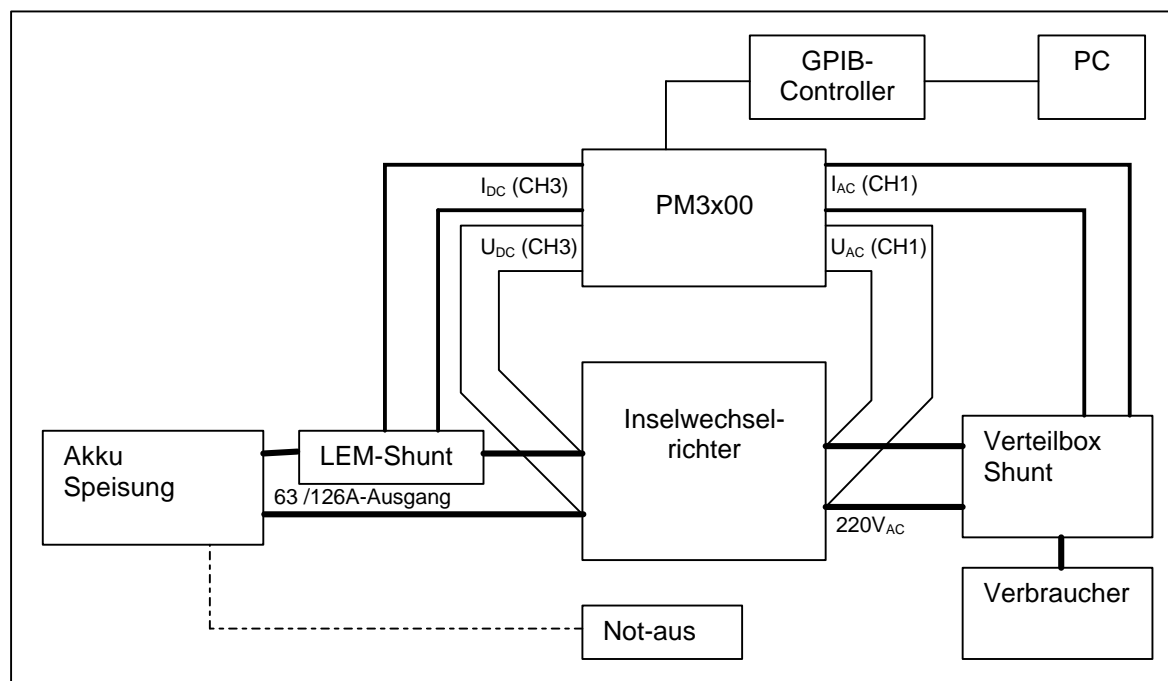 GPIB-
Controller
PC
I_DC (CH3)
PM3x00
I_AC (CH1)
U_DC (CH3)
U_AC (CH1)
Inselwechsel-
richter
Akku
Speisung
LEM-Shunt
63 /126A-Ausgang
220V_AC
Verteilbox
Shunt
Verbraucher
Not-aus